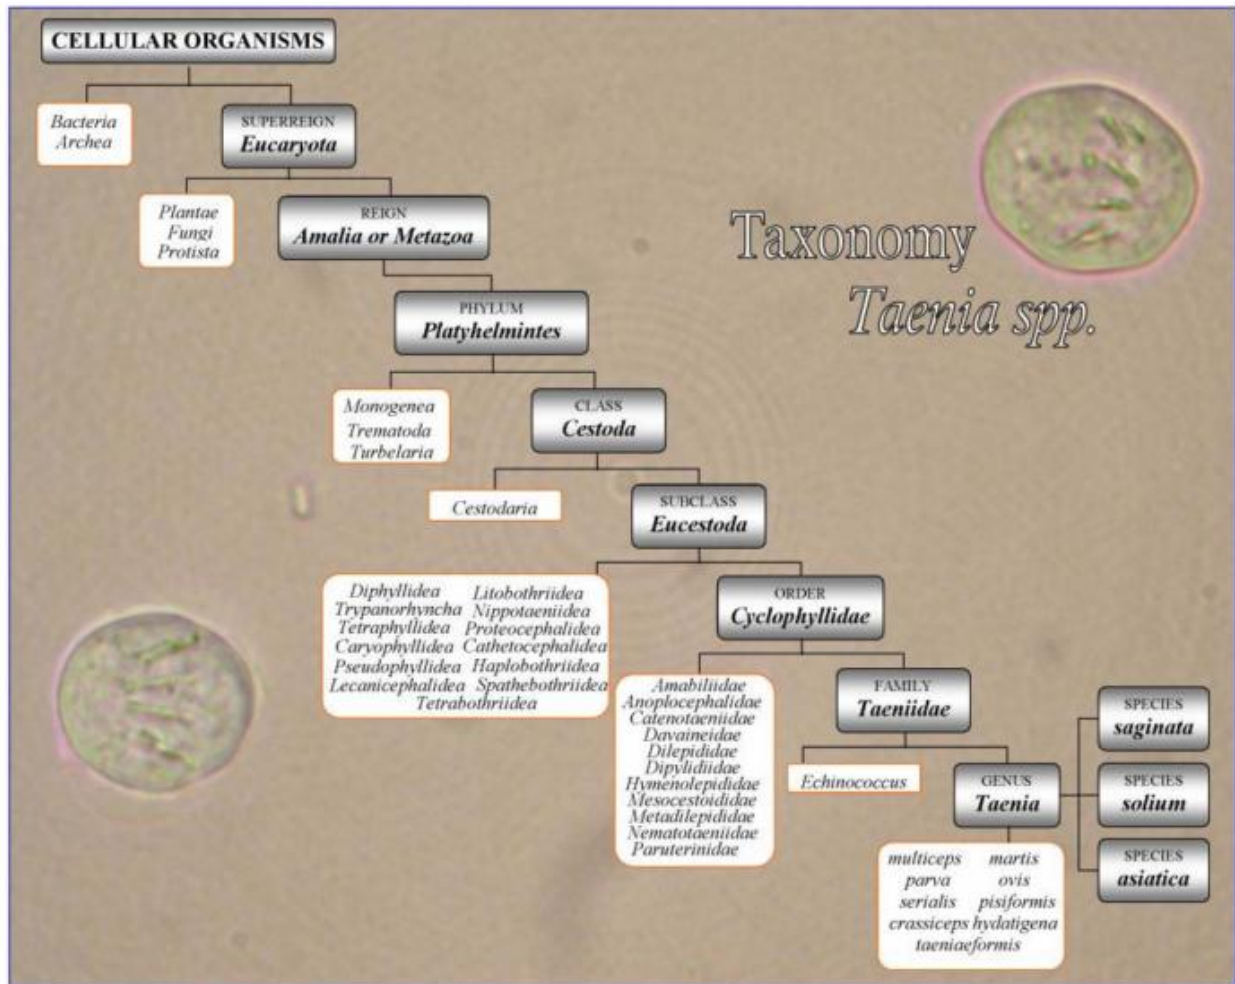 CELLULAR ORGANISMS
Bacteria
Archea
SUPERREIGN
Eucaryota
Plantae
Fungi
Protista
REIGN
Amalia or Metazoa
Taxonomy
Taenia spp.
PHYLUM
Platyhelmintes
Monogenea
Trematoda
Turbelaria
CLASS
Cestoda
Cestodaria
SUBCLASS
Eucestoda
Diphyllidea Litobothriidea
Trypanorhyncha Nippotaeniidea
Tetraphyllidea Proteocephalidea
Caryophyllidea Cathetocephalidea
Pseudophyllidea Haplobothriidea
Lecanicephalidea Spathebothriidea
Tetrabothriidea
ORDER
Cyclophyllidae
Amabiliidae
Anoplocephalidae
Catenotaeniidae
Davaineidae
Dilepididae
Dipylidiidae
Hymenolepididae
Mesocestoididae
Metadilepididae
Nematotaeniidae
Paruterinidae
FAMILY
Taeniidae
Echinococcus
GENUS
Taenia
SPECIES
saginata
SPECIES
solium
SPECIES
asiatica
multiceps martis
parva ovis
serialis pisiformis
crassiceps hydatigena
taeniaeformis